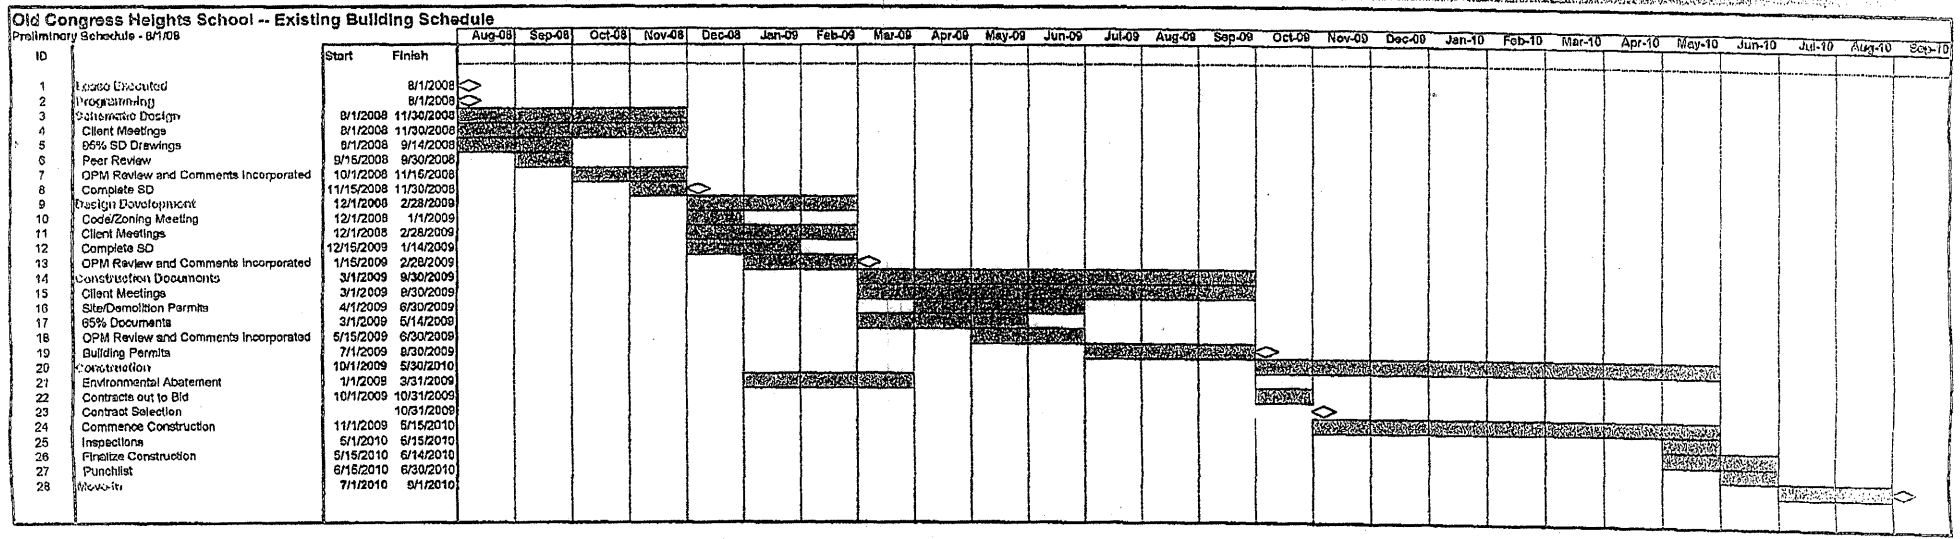 Old Congress Heights School -- Existing Building Schedule
Preliminary Schedule - 8/1/08
Aug-08 Sep-08 Oct-08 Nov-08 Dec-08 Jan-09 Feb-09 Mar-09 Apr-09 May-09 Jun-09 Jul-09 Aug-09 Sep-09 Oct-09 Nov-09 Dec-09 Jan-10 Feb-10 Mar-10 Apr-10 May-10 Jun-10 Jul-10 Aug-10 Sep-10
ID Start Finish
1 Lease Executed 8/1/2008
2 Programming 8/1/2008
3 Schematic Design 8/1/2008 11/30/2008
4 Client Meetings 8/1/2008 11/30/2008
5 95% SD Drawings 8/1/2008 9/14/2008
6 Peer Review 9/15/2008 9/30/2008
7 OPM Review and Comments Incorporated 10/1/2008 11/15/2008
8 Complete SD 11/15/2008 11/30/2008
9 Design Development 12/1/2008 2/28/2009
10 Code/Zoning Meeting 12/1/2008 1/1/2009
11 Client Meetings 12/1/2008 2/28/2009
12 Complete SD 12/15/2009 1/14/2009
13 OPM Review and Comments Incorporated 1/15/2009 2/28/2009
14 Construction Documents 3/1/2009 9/30/2009
15 Client Meetings 3/1/2009 9/30/2009
16 Site/Demolition Permits 4/1/2009 6/30/2009
17 65% Documents 3/1/2009 5/14/2009
18 OPM Review and Comments Incorporated 5/15/2009 6/30/2009
19 Building Permits 7/1/2009 9/30/2009
20 Construction 10/1/2009 5/30/2010
21 Environmental Abatement 1/1/2009 3/31/2009
22 Contracts out to Bid 10/1/2009 10/31/2009
23 Contract Selection 10/31/2009
24 Commence Construction 11/1/2009 5/15/2010
25 Inspections 5/1/2010 5/15/2010
26 Finalize Construction 5/15/2010 6/14/2010
27 Punchlist 6/15/2010 6/30/2010
28 Move-in 7/1/2010 9/1/2010